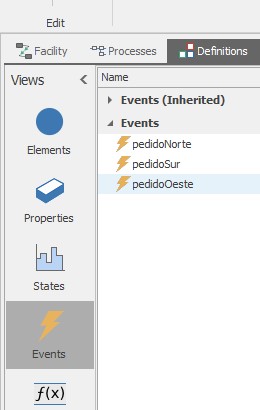 Edit
Facility Processes Definitions
Views <
Name
Events (Inherited)
Events
pedidoNorte
pedidoSur
pedidoOeste
Elements
Properties
States
Events
f(x)